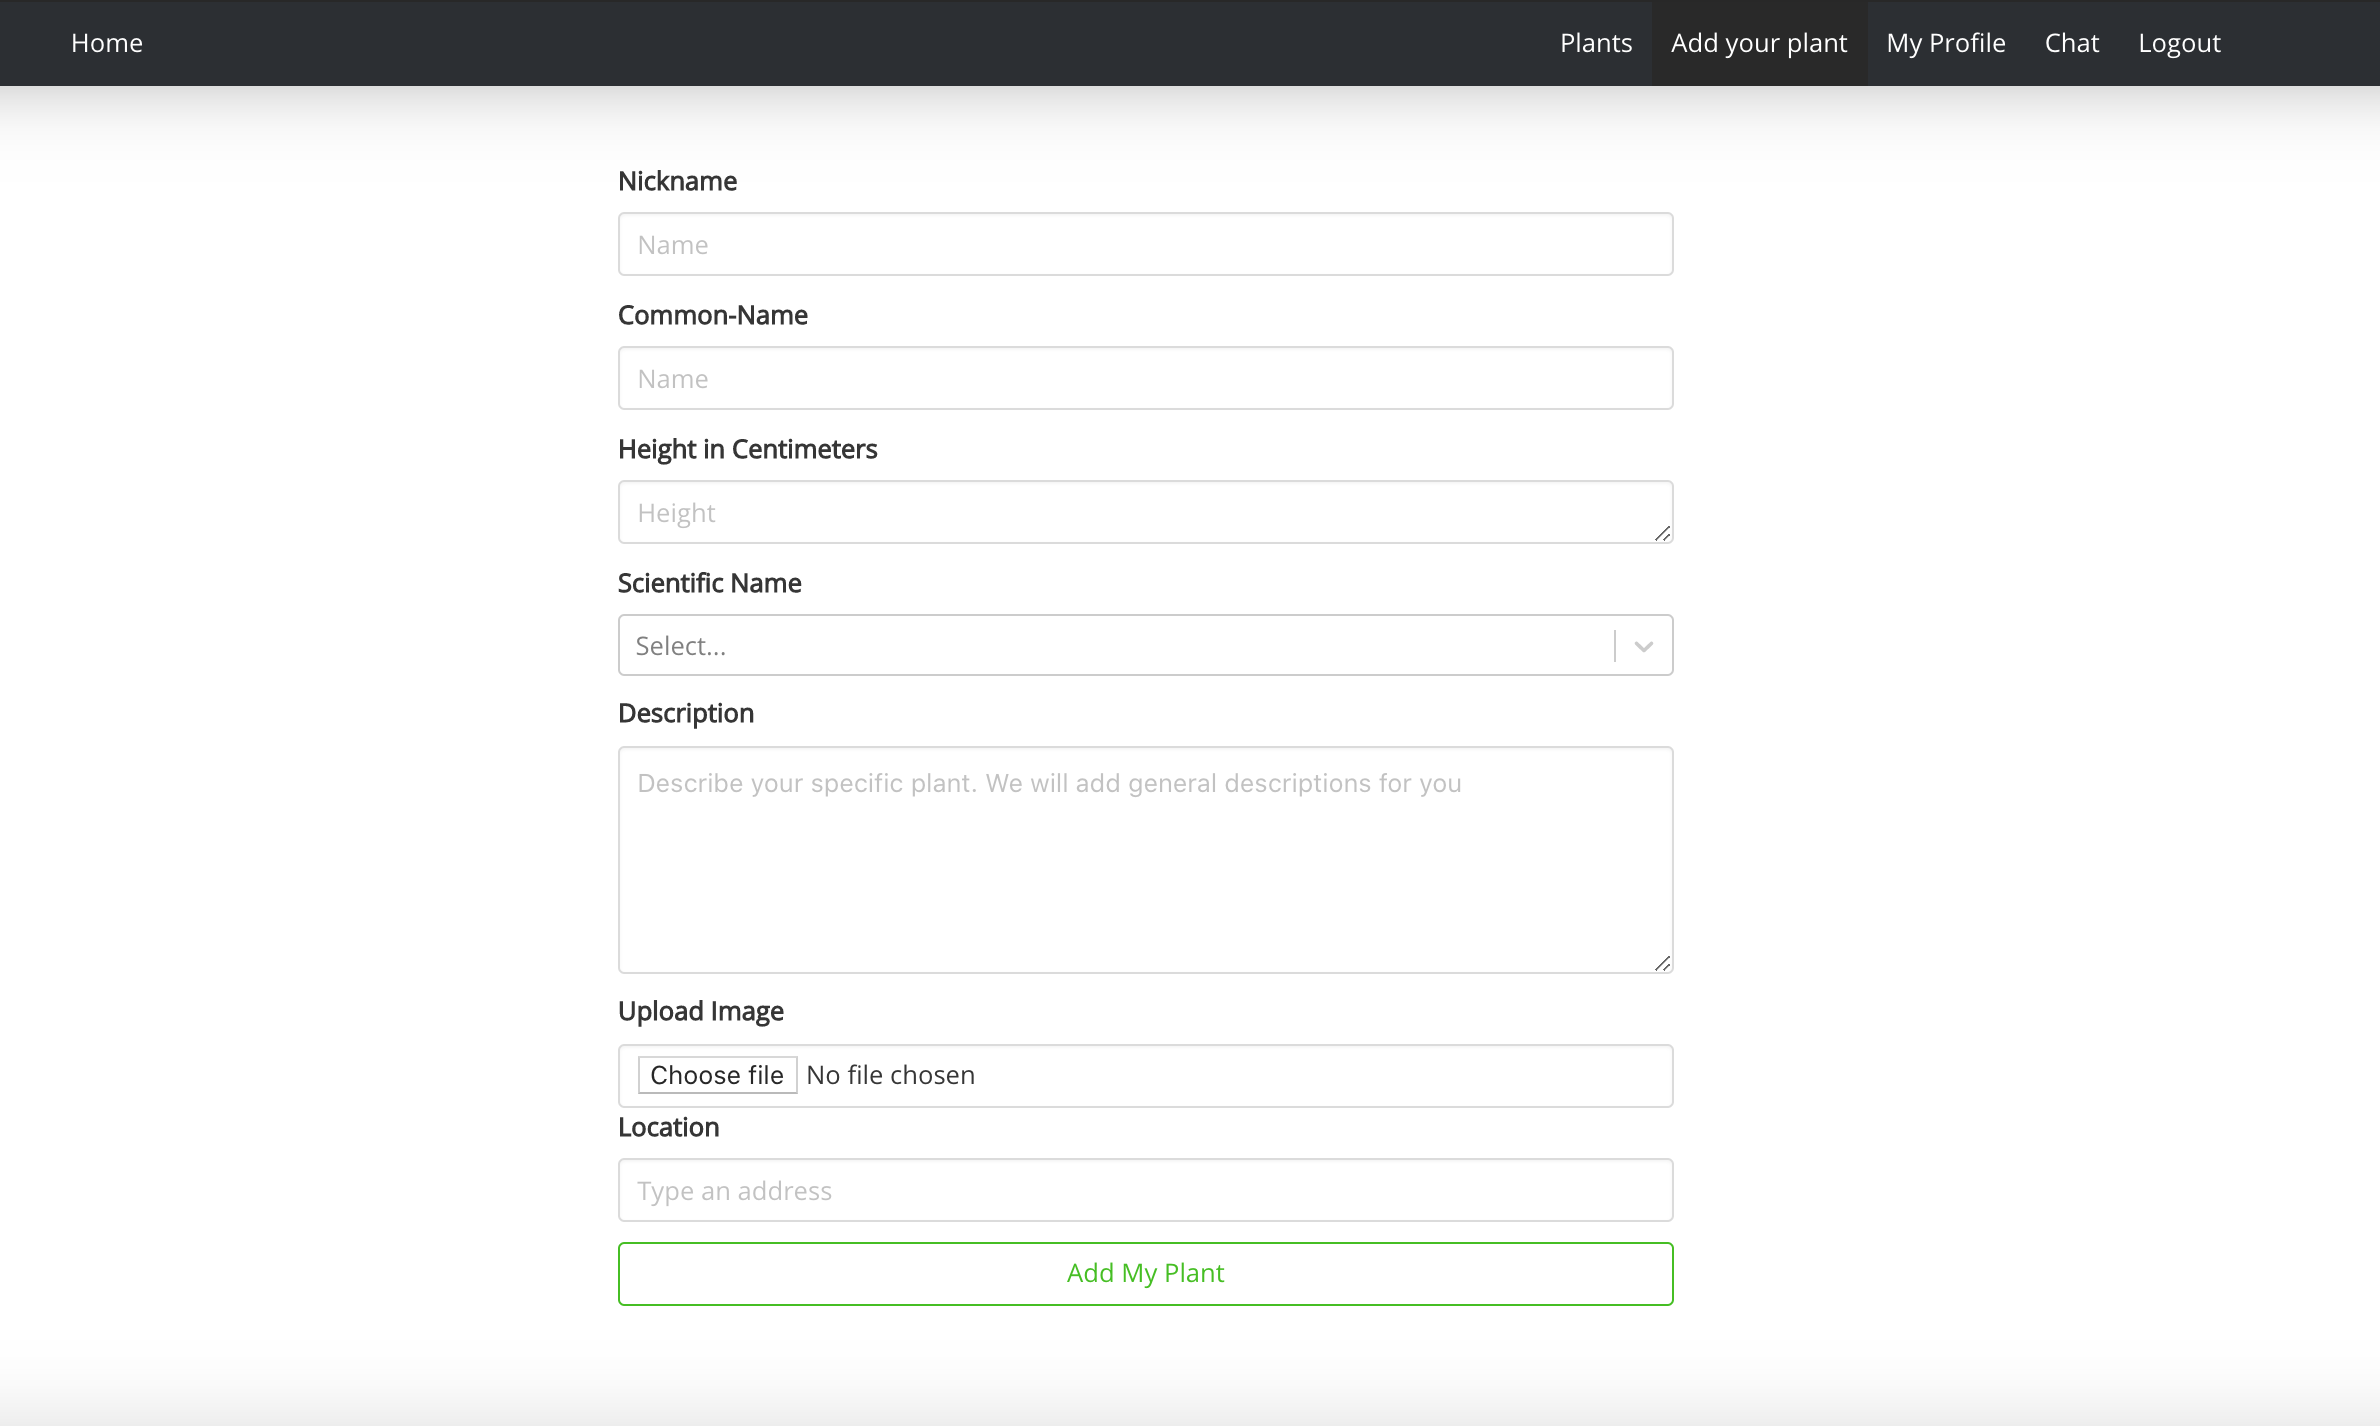 Home Plants Add your plant My Profile Chat Logout
Nickname
Name
Common-Name
Name
Height in Centimeters
Height
Scientific Name
Select...
Description
Describe your specific plant. We will add general descriptions for you
Upload Image
Choose file No file chosen
Location
Type an address
Add My Plant